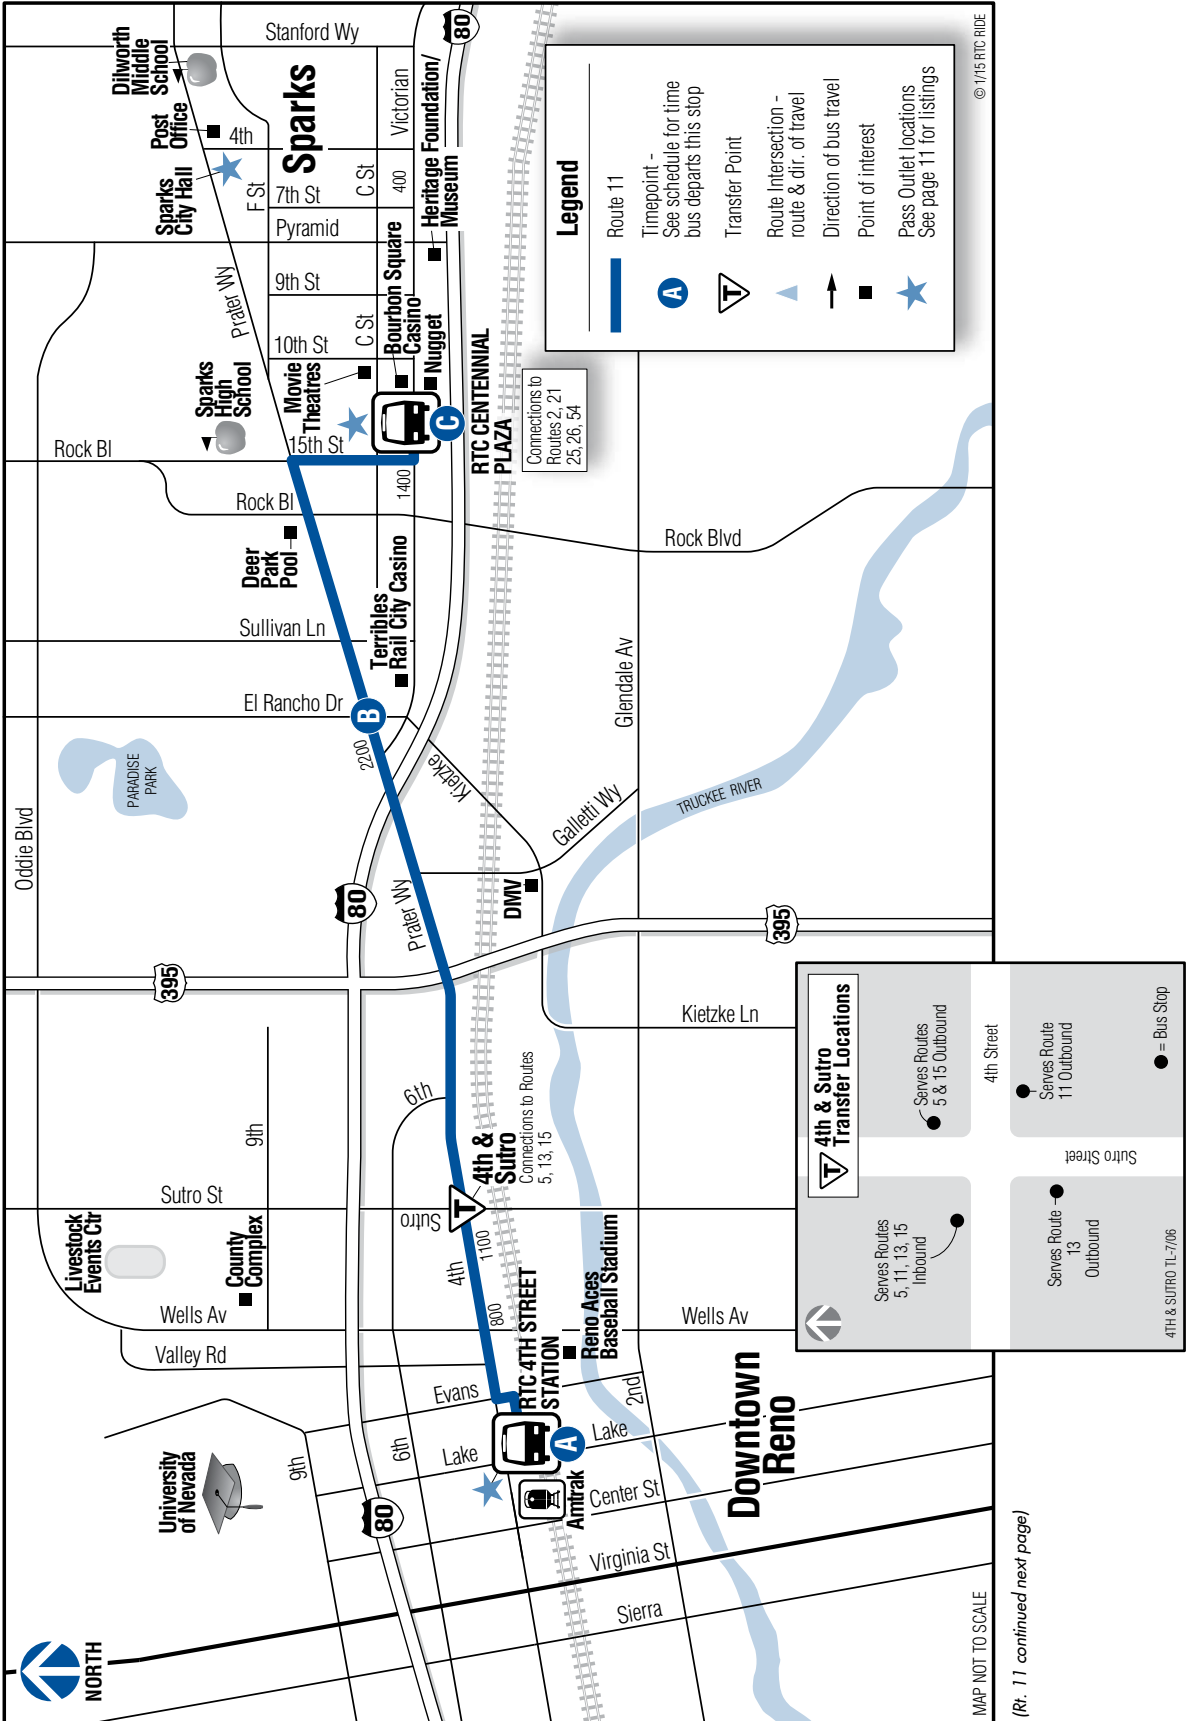 NORTH
University
of Nevada
Livestock
Events Ctr
County
Complex
Valley Rd
Wells Av
Sutro St
9th
9th
6th
6th
395
80
Oddie Blvd
PARADISE
PARK
El Rancho Dr
Sullivan Ln
Rock Bl
Rock Bl
Deer
Park
Pool
Sparks
High
School
Prater Wy
Sparks
City Hall
Post
Office
Dilworth
Middle
School
4th
Stanford Wy
Sparks
F St
7th St
Pyramid
9th St
10th St
15th St
C St
C St
400
Victorian
80
Heritage Foundation/
Museum
Movie
Theatres
Bourbon Square
Casino
Nugget
C
RTC CENTENNIAL
PLAZA
Connections to
Routes 2, 21
25,26, 54
1400
Terribles
Rail City Casino
B
2200
Kietzke
Prater Wy
80
Galletti Wy
DMV
Glendale Av
Rock Blvd
TRUCKEE RIVER
395
Kietzke Ln
Sutro
T
4th &
Sutro
Connections to Routes
5, 13, 15
4th
1100
800
Evans
Lake
RTC 4TH STREET
STATION
A
Reno Aces
Baseball Stadium
Wells Av
2nd
Lake
Amtrak
Center St
Virginia St
Sierra
Downtown
Reno
Legend
Route 11
A
Timepoint -
See schedule for time
bus departs this stop
T
Transfer Point
Route Intersection -
route & dir. of travel
Direction of bus travel
Point of interest
Pass Outlet locations
See page 11 for listings
© 1/15 RTC RIDE
T
4th & Sutro
Transfer Locations
Serves Routes
5, 11, 13, 15
Inbound
Serves Routes
5 & 15 Outbound
4th Street
Sutro Street
Serves Route
13
Outbound
Serves Route
11 Outbound
= Bus Stop
4TH & SUTRO TL-7/06
MAP NOT TO SCALE
(Rt. 11 continued next page)